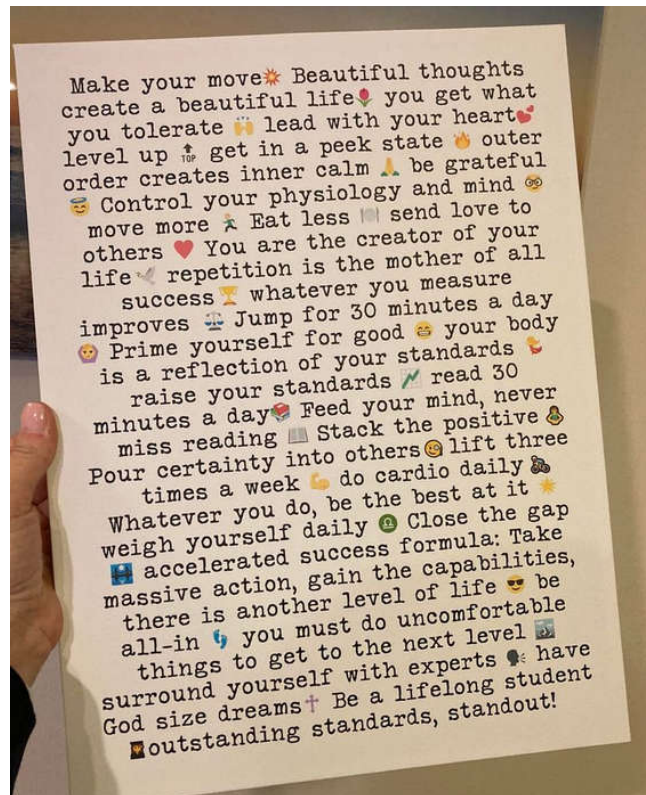 Make your move💥 Beautiful thoughts
create a beautiful life🌷 you get what
you tolerate 🙌 lead with your heart💕
level up 🔝 get in a peek state 🔥 outer
order creates inner calm 🙏 be grateful
😇 Control your physiology and mind 🤓
move more 🏃 Eat less 🍽️ send love to
others ❤️ You are the creator of your
life🕊️ repetition is the mother of all
success🏆 whatever you measure
improves ⚖️ Jump for 30 minutes a day
🙆 Prime yourself for good 😁 your body
is a reflection of your standards 💃
raise your standards 💹 read 30
minutes a day📚 Feed your mind, never
miss reading 📖 Stack the positive 🤱
Pour certainty into others🧐 lift three
times a week 💪 do cardio daily 🚴
Whatever you do, be the best at it 🌟
weigh yourself daily ♎ Close the gap
🌉 accelerated success formula: Take
massive action, gain the capabilities,
there is another level of life 😎 be
all-in 👣 you must do uncomfortable
things to get to the next level 🌁
surround yourself with experts 🗣️ have
God size dreams✝️ Be a lifelong student
👩‍🎓outstanding standards, standout!